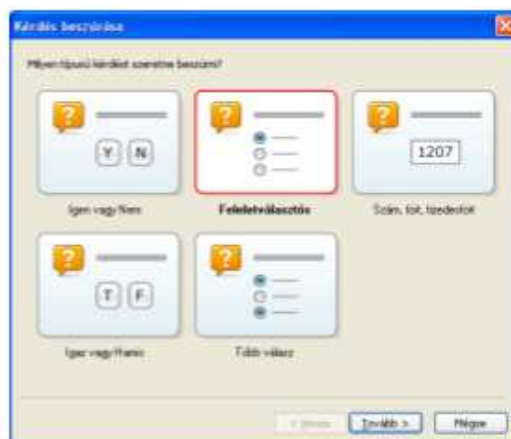 Kérdés beszúrása
Milyen típusú kérdést szeretne beszúrni?
?
Y N
?
?
1207
Igen vagy Nem
Feleletválasztós
Szám, tört, tizedestört
?
T F
?
Igaz vagy Hamis
Több válasz
< Vissza
Tovább >
Mégse